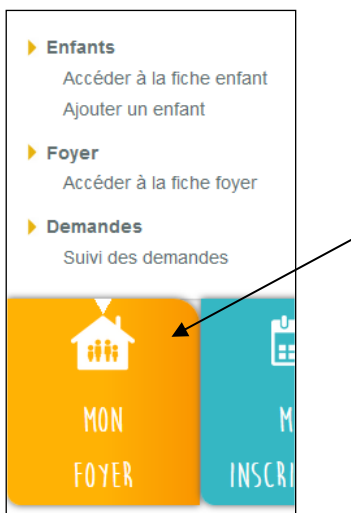 Enfants
Accéder à la fiche enfant
Ajouter un enfant
Foyer
Accéder à la fiche foyer
Demandes
Suivi des demandes
MON
FOYER
M
INSCRI